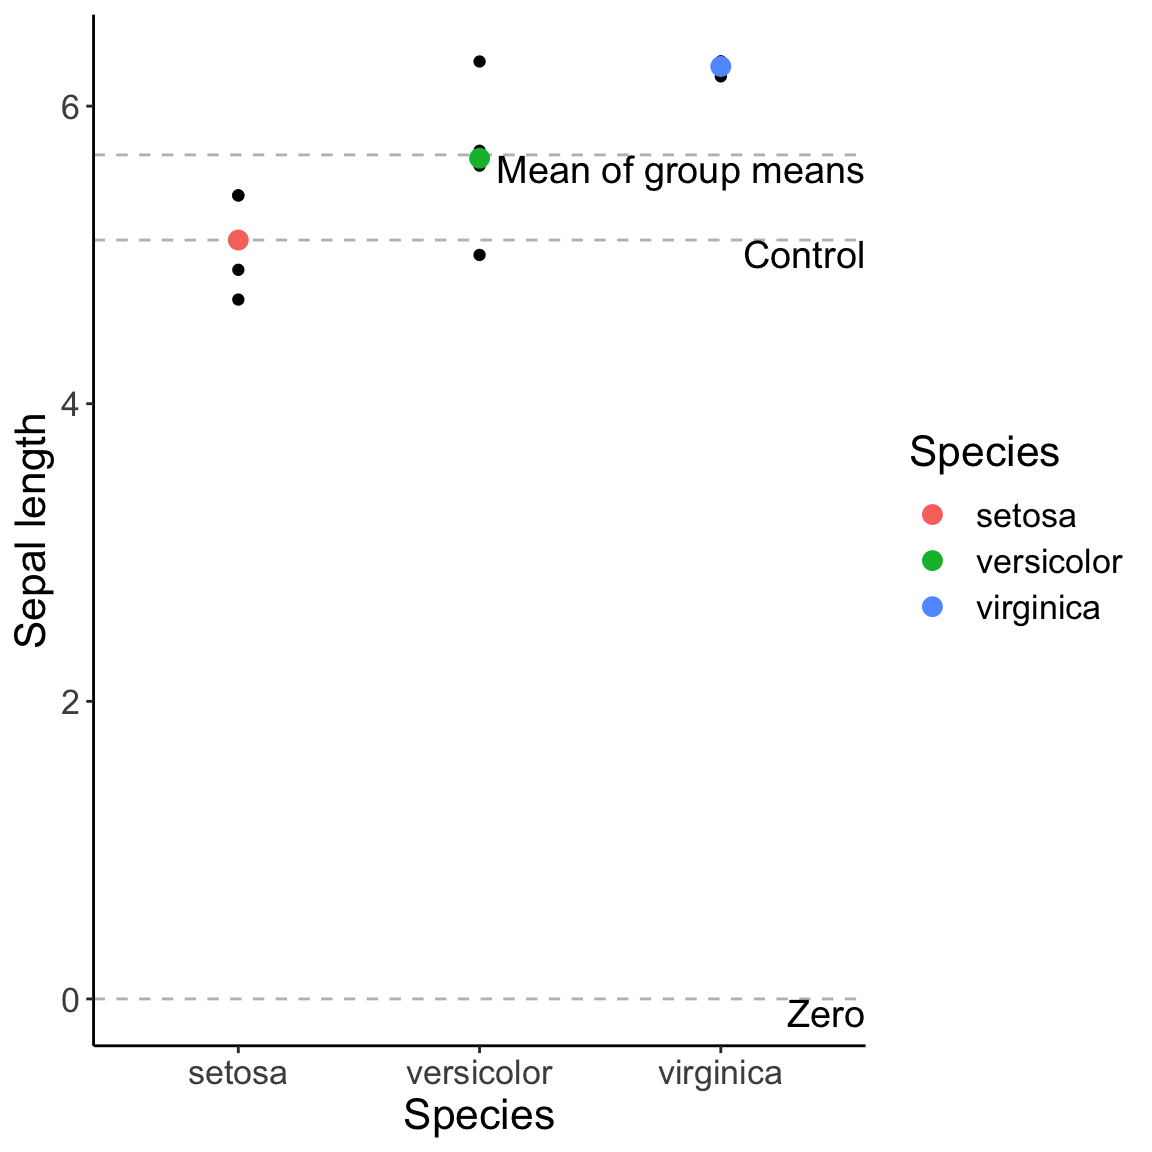 6
Mean of group means
Control
4
Sepal length
Species
setosa
versicolor
virginica
2
0
Zero
setosa versicolor virginica
Species